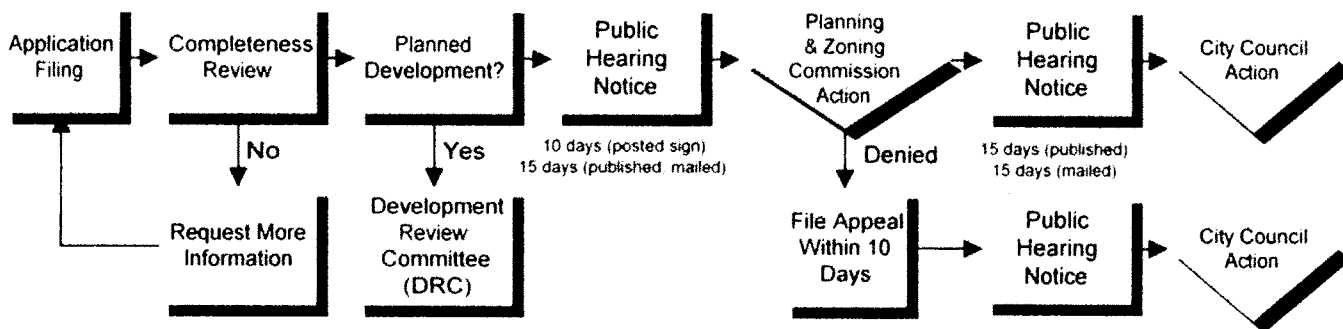 Application
Filing
Completeness
Review
Planned
Development?
Public
Hearing
Notice
Planning
& Zoning
Commission
Action
Public
Hearing
Notice
City Council
Action
10 days (posted sign)
15 days (published, mailed)
15 days (published)
15 days (mailed)
No
Yes
Denied
Request More
Information
Development
Review
Committee
(DRC)
File Appeal
Within 10
Days
Public
Hearing
Notice
City Council
Action